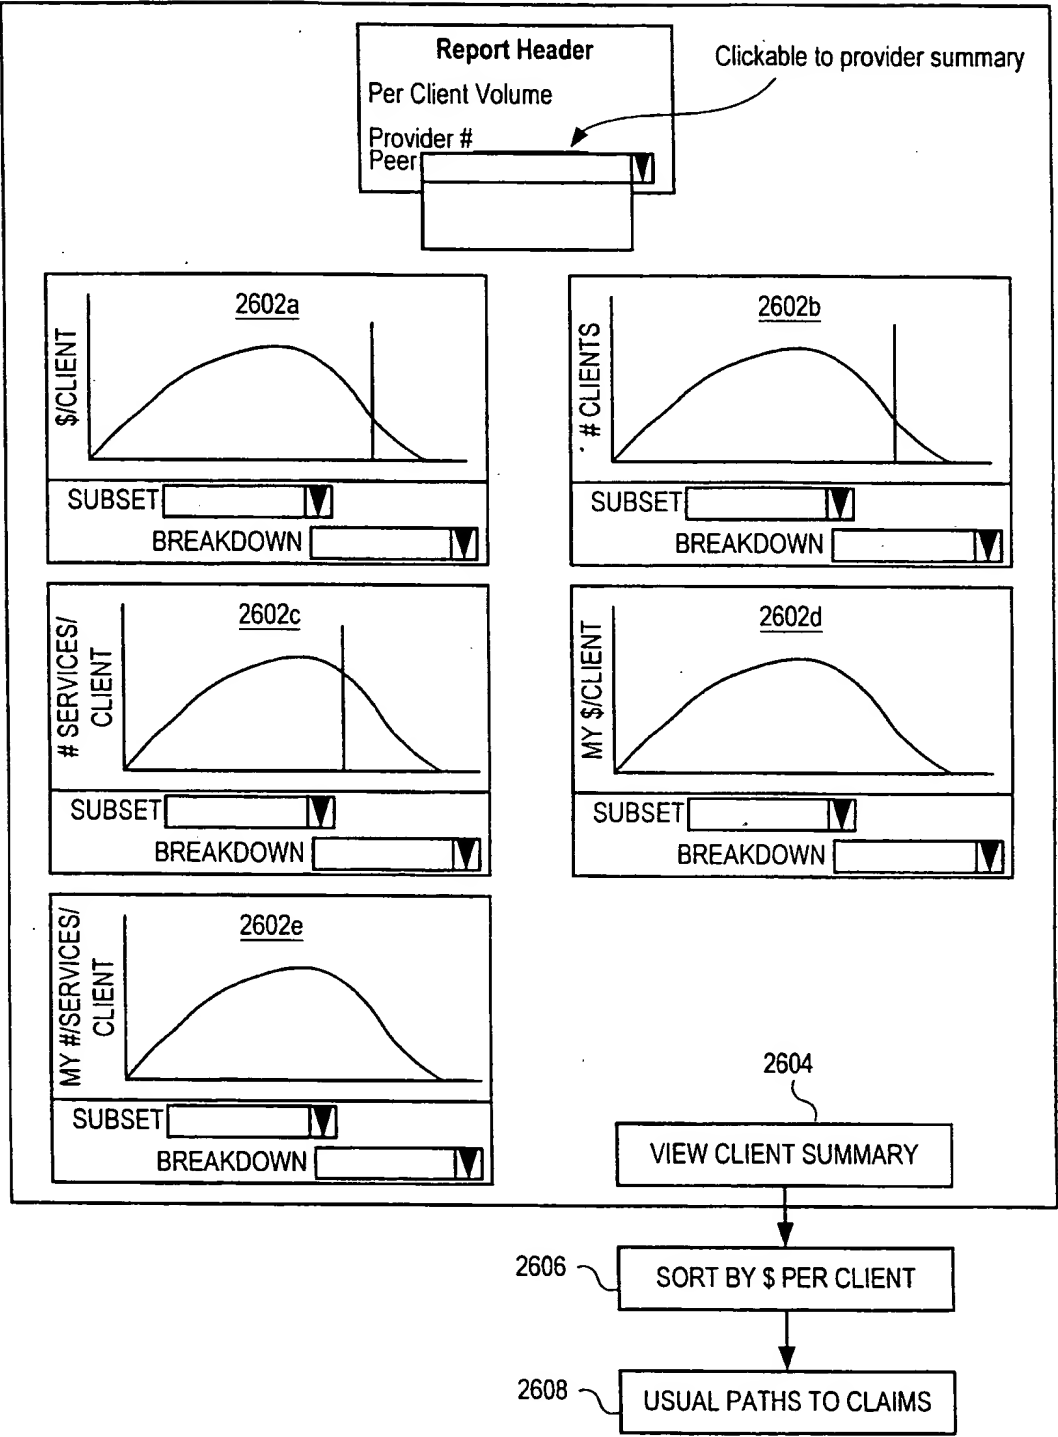 Report Header
Clickable to provider summary
Per Client Volume
Provider #
Peer
2602a
$/CLIENT
SUBSET
BREAKDOWN
2602b
# CLIENTS
SUBSET
BREAKDOWN
2602c
# SERVICES/
CLIENT
SUBSET
BREAKDOWN
2602d
MY $/CLIENT
SUBSET
BREAKDOWN
2602e
MY #/SERVICES/
CLIENT
SUBSET
BREAKDOWN
2604
VIEW CLIENT SUMMARY
2606
SORT BY $ PER CLIENT
2608
USUAL PATHS TO CLAIMS